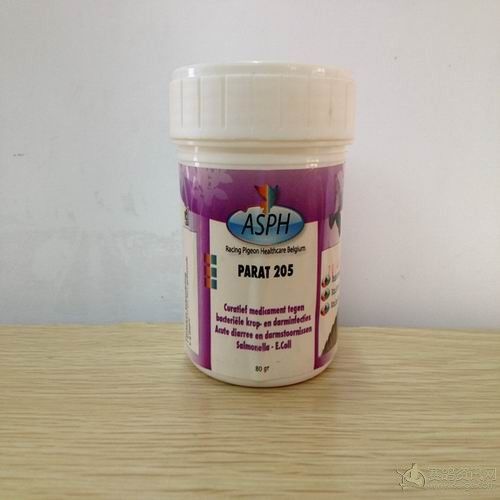 ASPH
Racing Pigeon Healthcare Belgium
PARAT 205
Curatief medicament tegen
bacteriële krop- en darminfecties
Acute diarree en darmstoornissen
Salmonella - E.Coli
80 gr